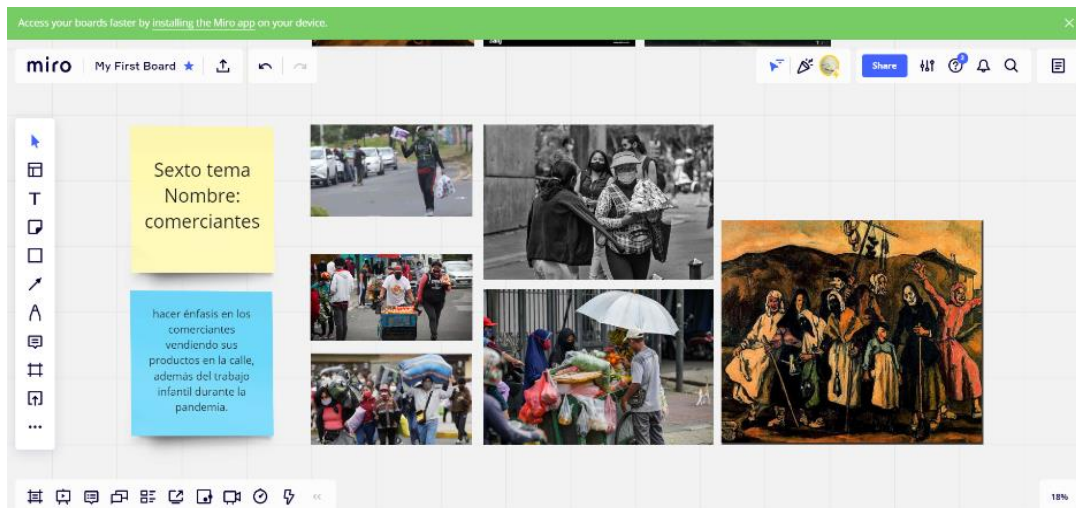 Access your boards faster by installing the Miro app on your device.
miro My First Board Share
Sexto tema
Nombre:
comerciantes
hacer énfasis en los
comerciantes
vendiendo sus
productos en la calle,
además del trabajo
infantil durante la
pandemia.
18%